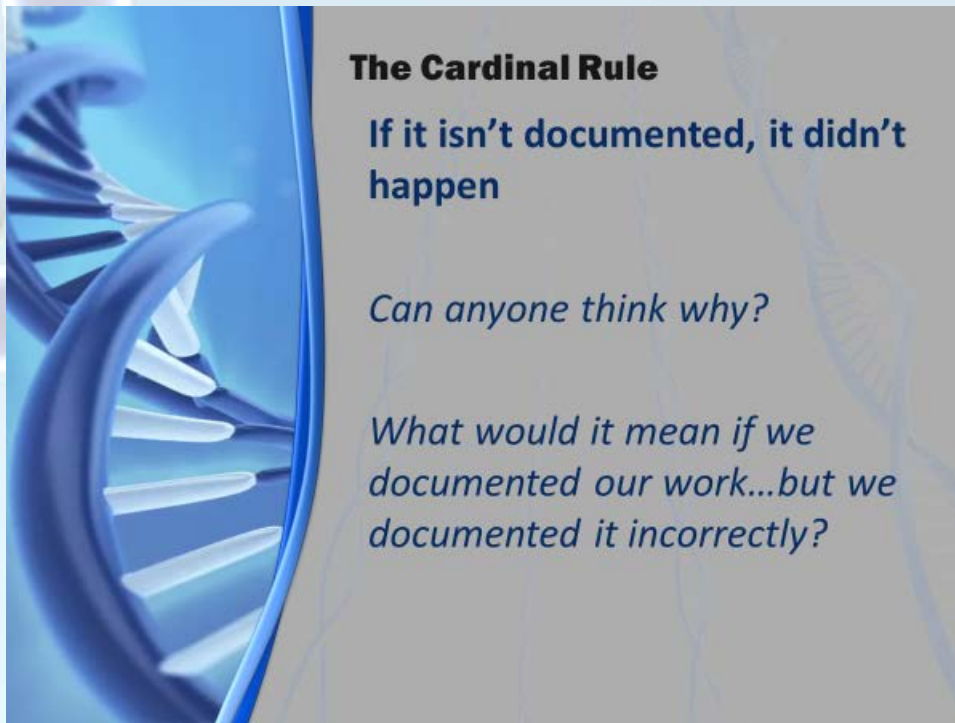 The Cardinal Rule
If it isn’t documented, it didn’t
happen
Can anyone think why?
What would it mean if we
documented our work…but we
documented it incorrectly?